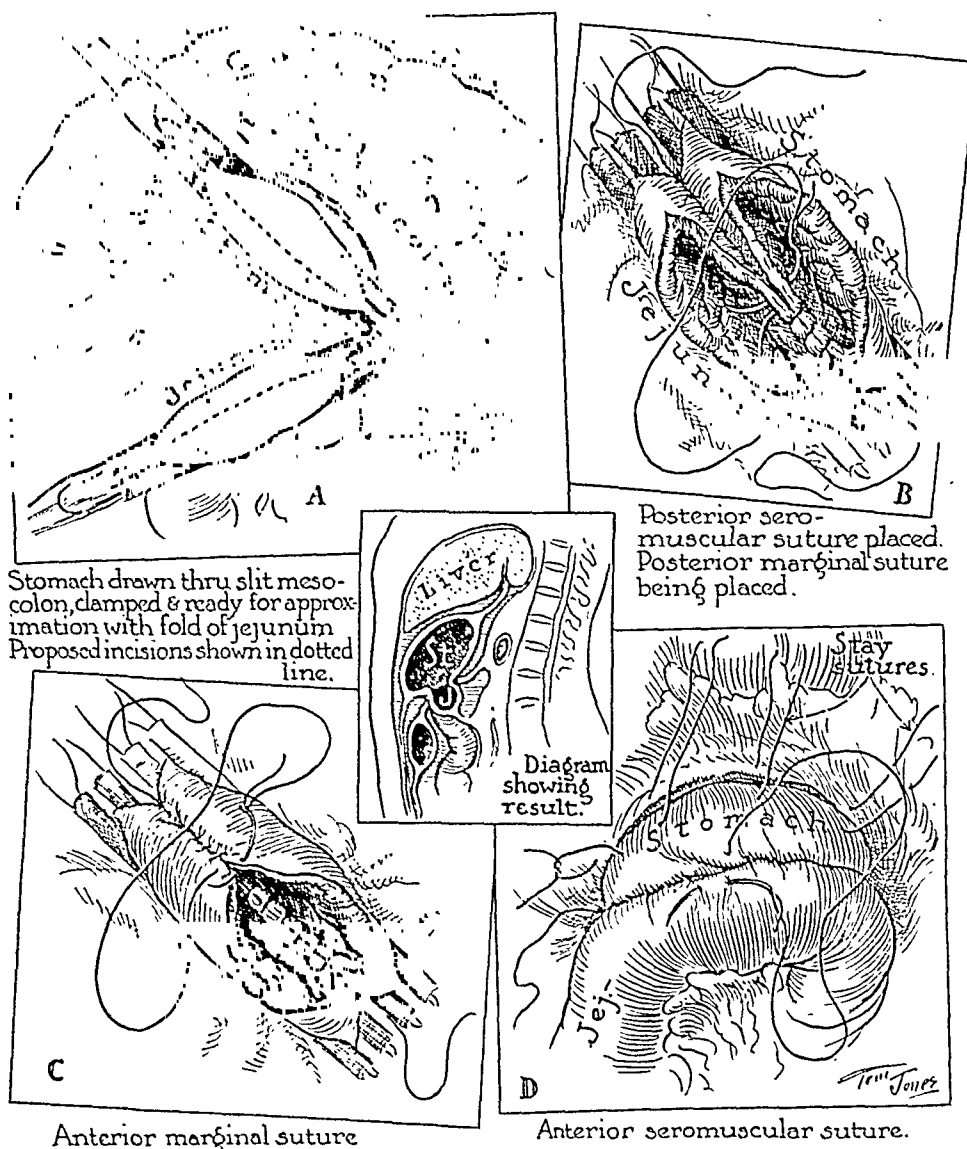 Stomach
Jejun
A
B
Stomach drawn thru slit meso-
colon, clamped & ready for approx-
imation with fold of jejunum
Proposed incisions shown in dotted
line.
Posterior sero-
muscular suture placed.
Posterior marginal suture
being placed.
Liver
St
J
Diagram
showing
result.
Stay
sutures.
Stomach
Jej-
C
D
Tom
Jones
Anterior marginal suture
Anterior seromuscular suture.